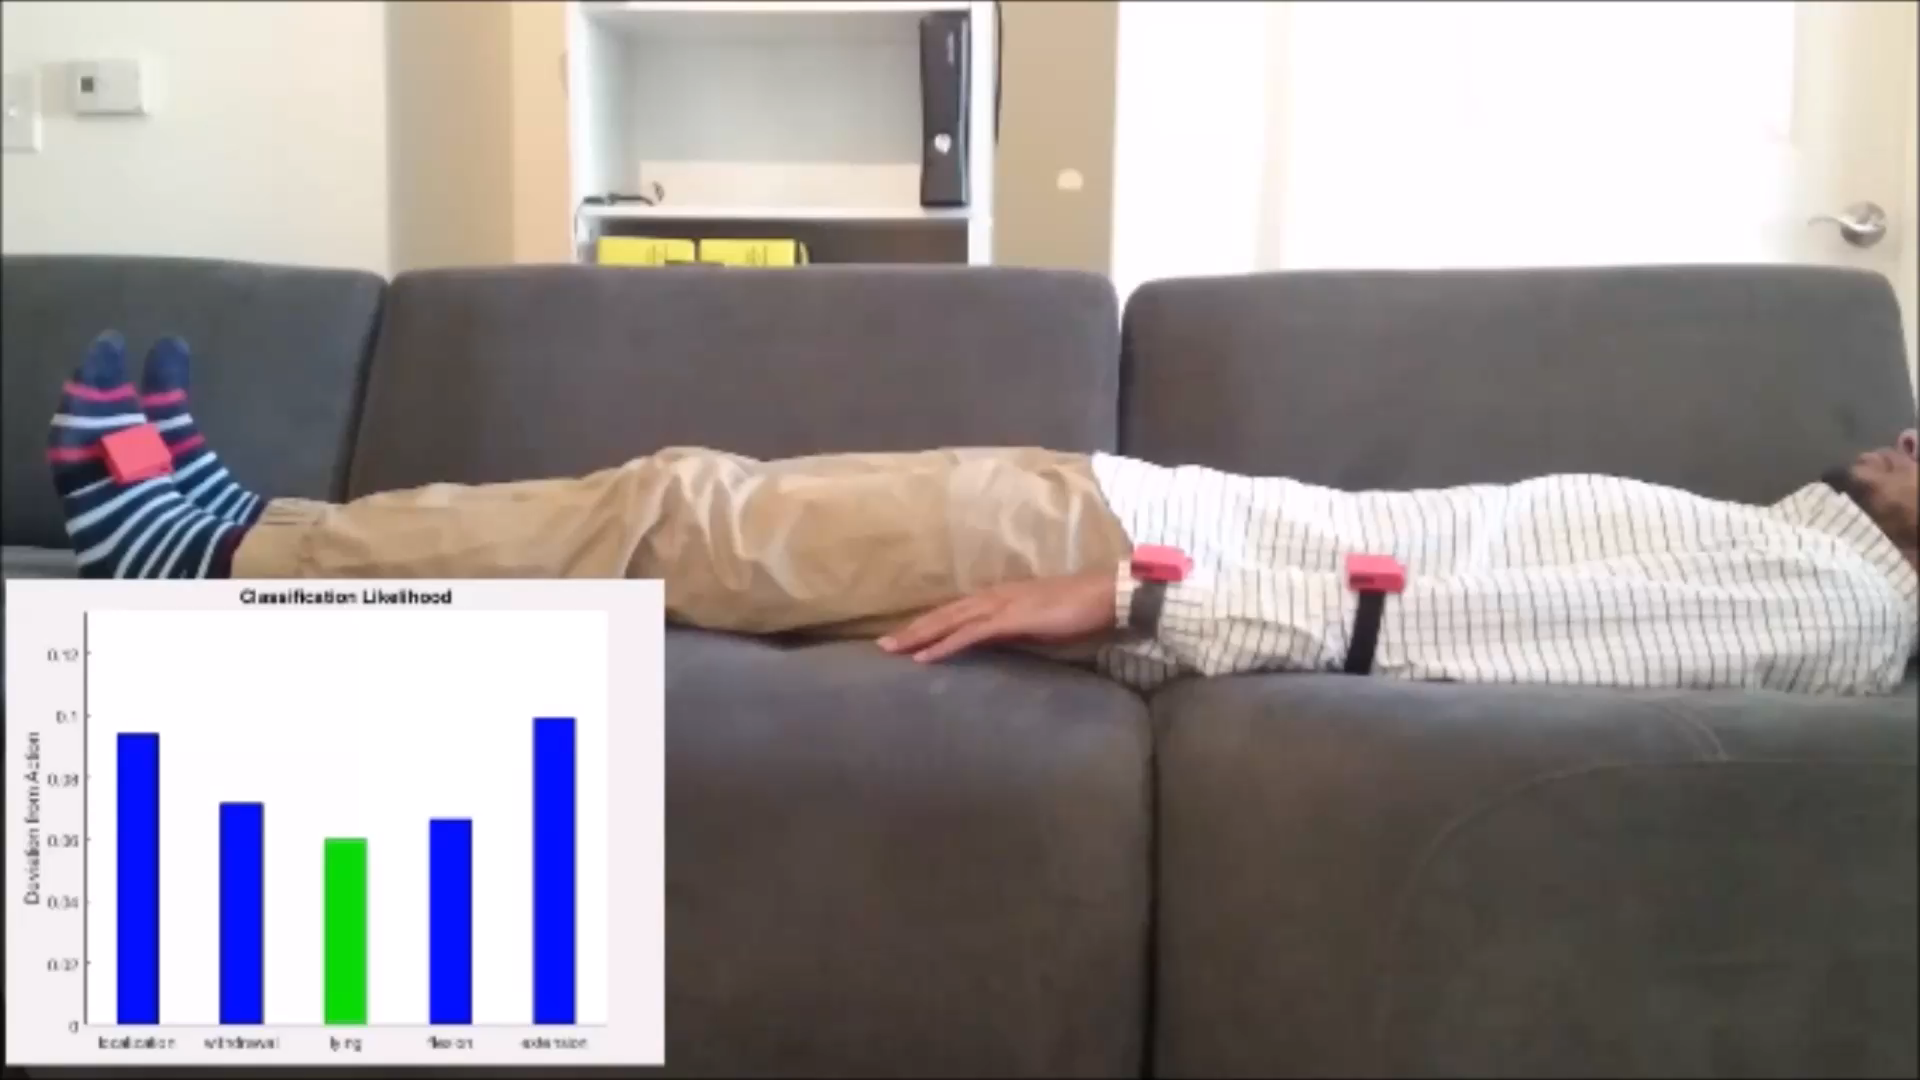 Classification Likelihood
Deviation from Action
0.12
0.1
0.08
0.06
0.04
0.02
0
localization
withdrawal
lying
flexion
extension